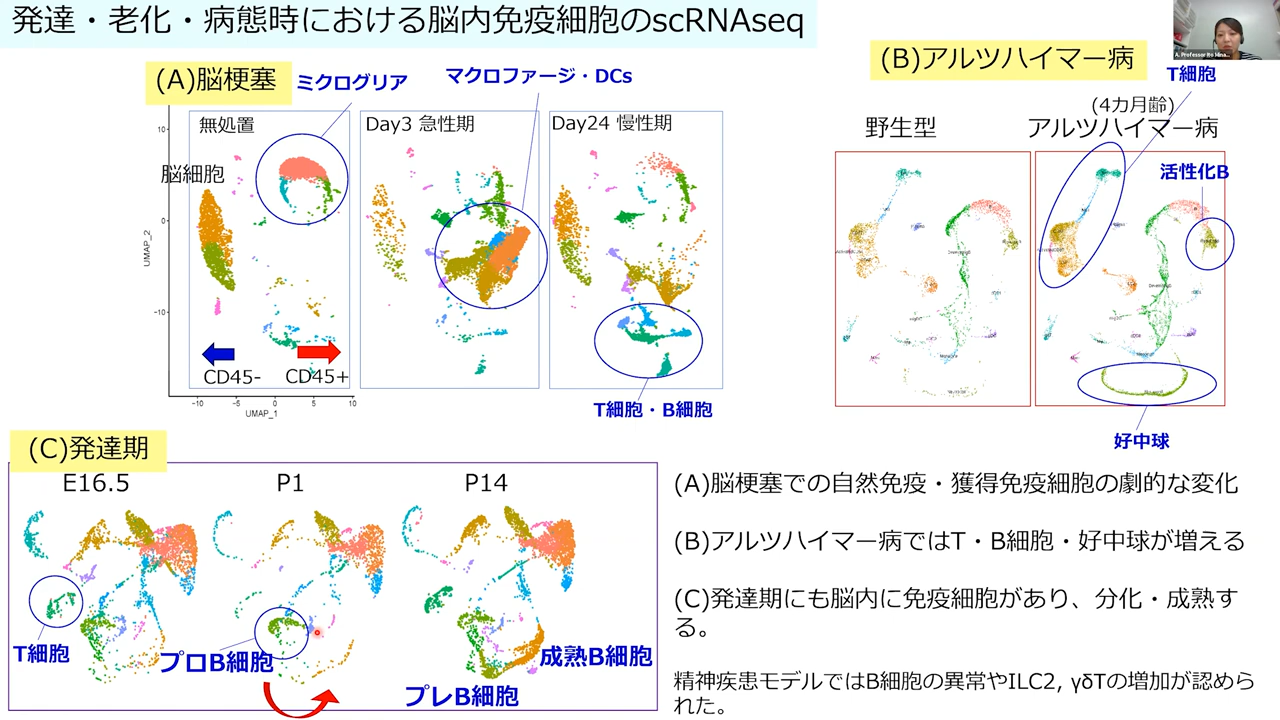 発達・老化・病態時における脳内免疫細胞のscRNAseq
A. Professor Ito Mina...
(A)脳梗塞
ミクログリア
マクロファージ・DCs
無処置
Day3 急性期
Day24 慢性期
脳細胞
10
0
-10
UMAP_2
CD45-
CD45+
-10
-5
0
5
10
UMAP_1
T細胞・B細胞
(B)アルツハイマー病
T細胞
(4カ月齢)
野生型
アルツハイマー病
活性化B
好中球
(C)発達期
E16.5
P1
P14
T細胞
プロB細胞
プレB細胞
成熟B細胞
(A)脳梗塞での自然免疫・獲得免疫細胞の劇的な変化
(B)アルツハイマー病ではT・B細胞・好中球が増える
(C)発達期にも脳内に免疫細胞があり、分化・成熟す
る。
精神疾患モデルではB細胞の異常やILC2, γδTの増加が認めら
れた。